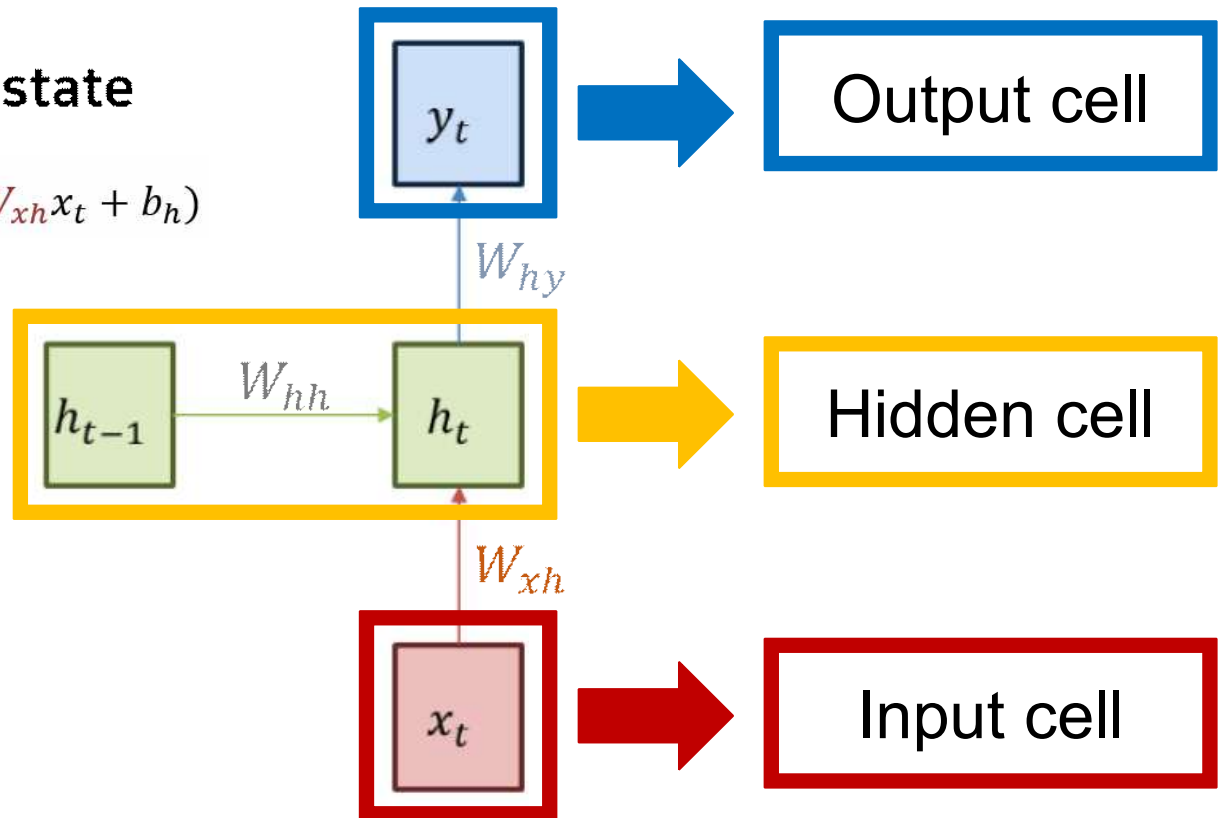 state
W_{xh}x_t + b_h)
y_t
Output cell
W_{hy}
h_{t-1}
W_{hh}
h_t
Hidden cell
W_{xh}
x_t
Input cell